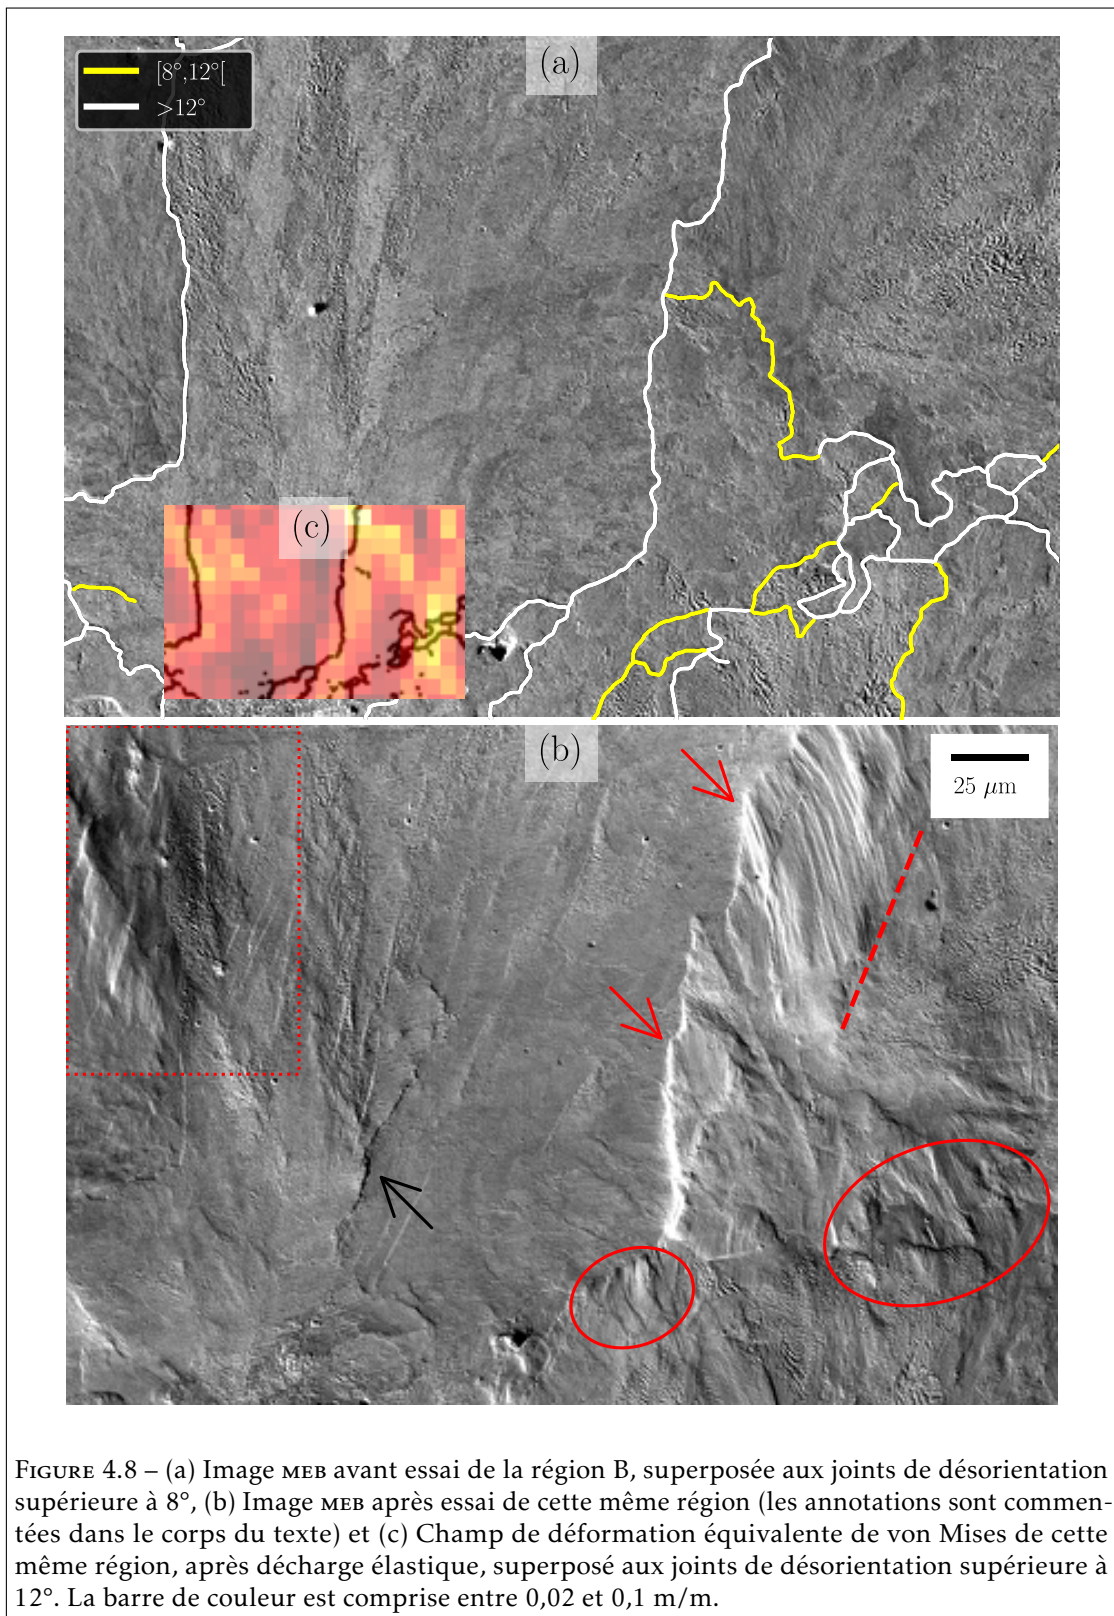 (a)
[8°,12°[
>12°
(c)
(b)
25 μm
FIGURE 4.8 – (a) Image MEB avant essai de la région B, superposée aux joints de désorientation
supérieure à 8°, (b) Image MEB après essai de cette même région (les annotations sont commen-
tées dans le corps du texte) et (c) Champ de déformation équivalente de von Mises de cette
même région, après décharge élastique, superposé aux joints de désorientation supérieure à
12°. La barre de couleur est comprise entre 0,02 et 0,1 m/m.